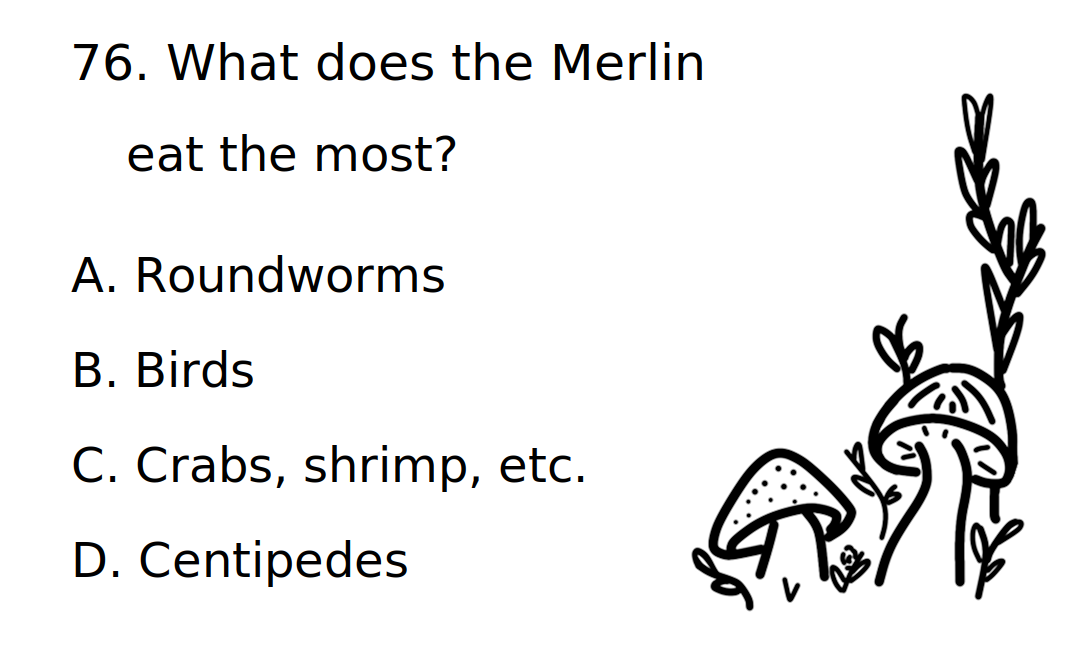 76. What does the Merlin
eat the most?
A. Roundworms
B. Birds
C. Crabs, shrimp, etc.
D. Centipedes